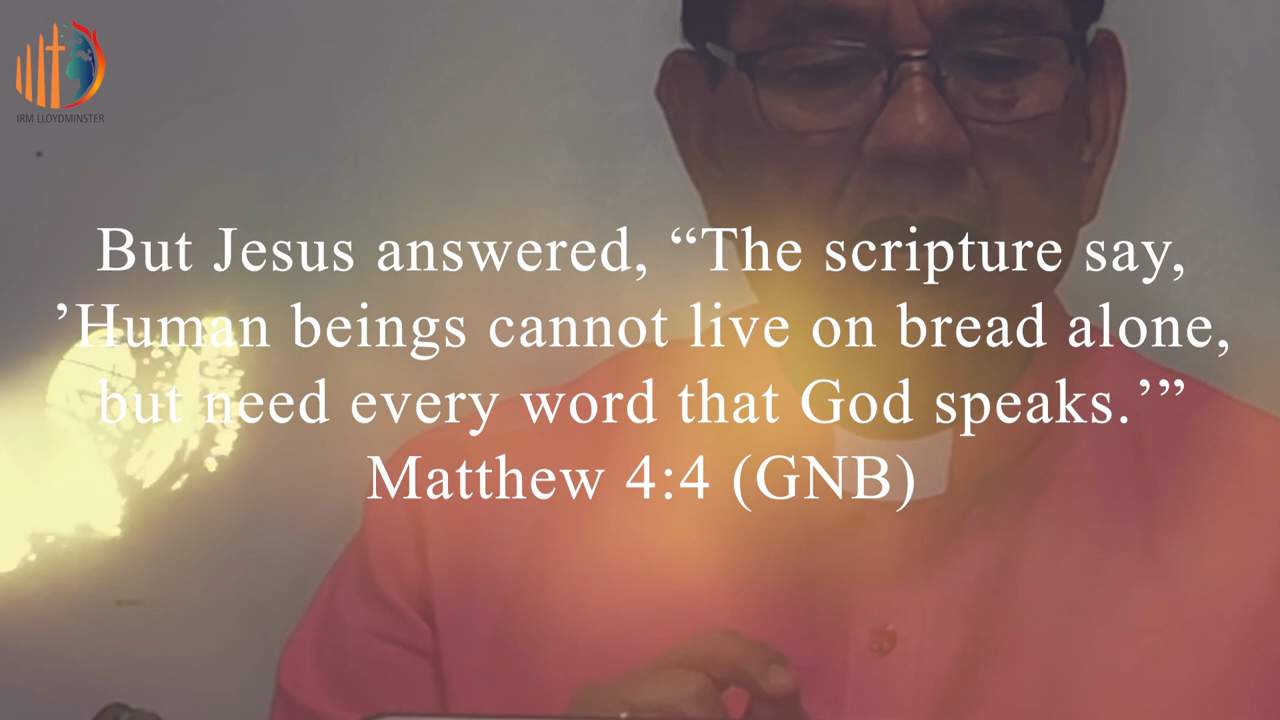 IRM LLOYDMINSTER
But Jesus answered, “The scripture say,
’Human beings cannot live on bread alone,
but need every word that God speaks.’”
Matthew 4:4 (GNB)